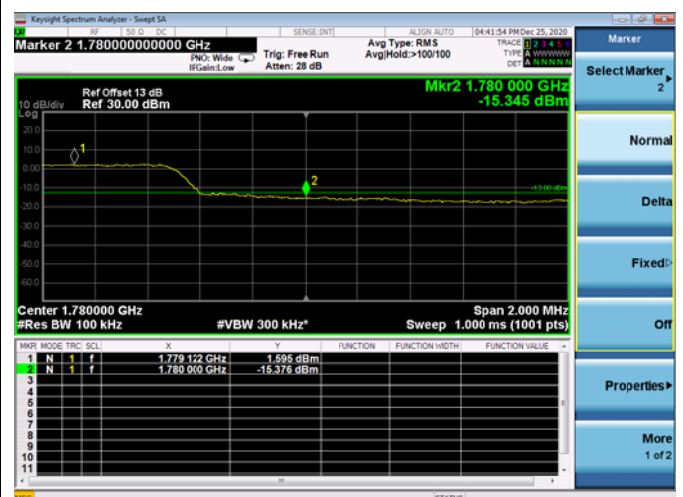 Keysight Spectrum Analyzer - Swept SA
LXI RF 50 Ω DC SENSE:INT ALIGN AUTO 04:41:54 PM Dec 25, 2020
Marker 2 1.780000000000 GHz
PNO: Wide
IFGain:Low
Trig: Free Run
Atten: 28 dB
Avg Type: RMS
Avg|Hold:>100/100
TRACE 1 2 3 4 5 6
TYPE A WWWWW
DET A N N N N N
Ref Offset 13 dB
10 dB/div Ref 30.00 dBm
Log
Mkr2 1.780 000 GHz
-15.345 dBm
20.0
1
0.00
2
-10.0
-13.00 dBm
-20.0
-30.0
-40.0
-50.0
-60.0
Center 1.780000 GHz Span 2.000 MHz
#Res BW 100 kHz #VBW 300 kHz* Sweep 1.000 ms (1001 pts)
MKR MODE TRC SCL X Y FUNCTION FUNCTION WIDTH FUNCTION VALUE
1 N 1 f 1.779 122 GHz 1.595 dBm
2 N 1 f 1.780 000 GHz -15.376 dBm
3
4
5
6
7
8
9
10
11
MSG STATUS
Marker
Select Marker
2
Normal
Delta
Fixed
Off
Properties
More
1 of 2